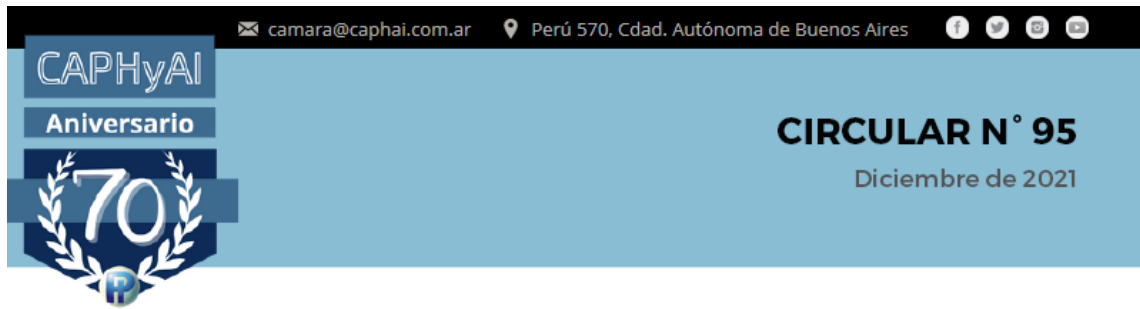 camara@caphai.com.ar Perú 570, Cdad. Autónoma de Buenos Aires
CAPHyAI
Aniversario
70
CIRCULAR N° 95
Diciembre de 2021